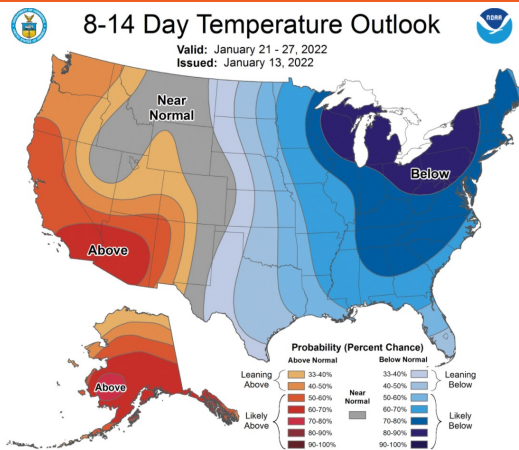 8-14 Day Temperature Outlook
Valid: January 21 - 27, 2022
Issued: January 13, 2022
NOAA
Near
Normal
Below
Above
Above
Probability (Percent Chance)
Above Normal
Below Normal
Leaning
Above
33-40%
40-50%
Likely
Above
50-60%
60-70%
70-80%
80-90%
90-100%
Near
Normal
33-40%
40-50%
Leaning
Below
50-60%
60-70%
70-80%
80-90%
90-100%
Likely
Below